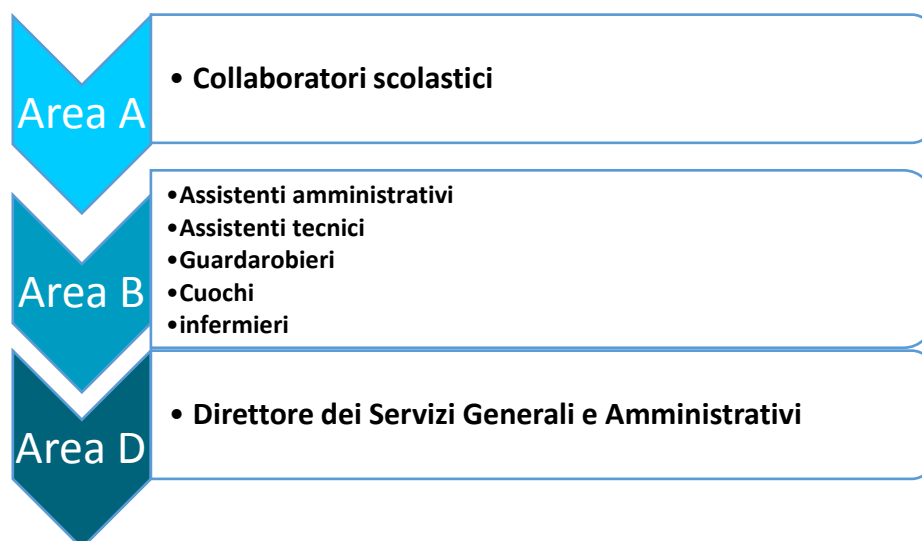 Area A
• Collaboratori scolastici
Area B
•Assistenti amministrativi
•Assistenti tecnici
•Guardarobieri
•Cuochi
•infermieri
Area D
• Direttore dei Servizi Generali e Amministrativi